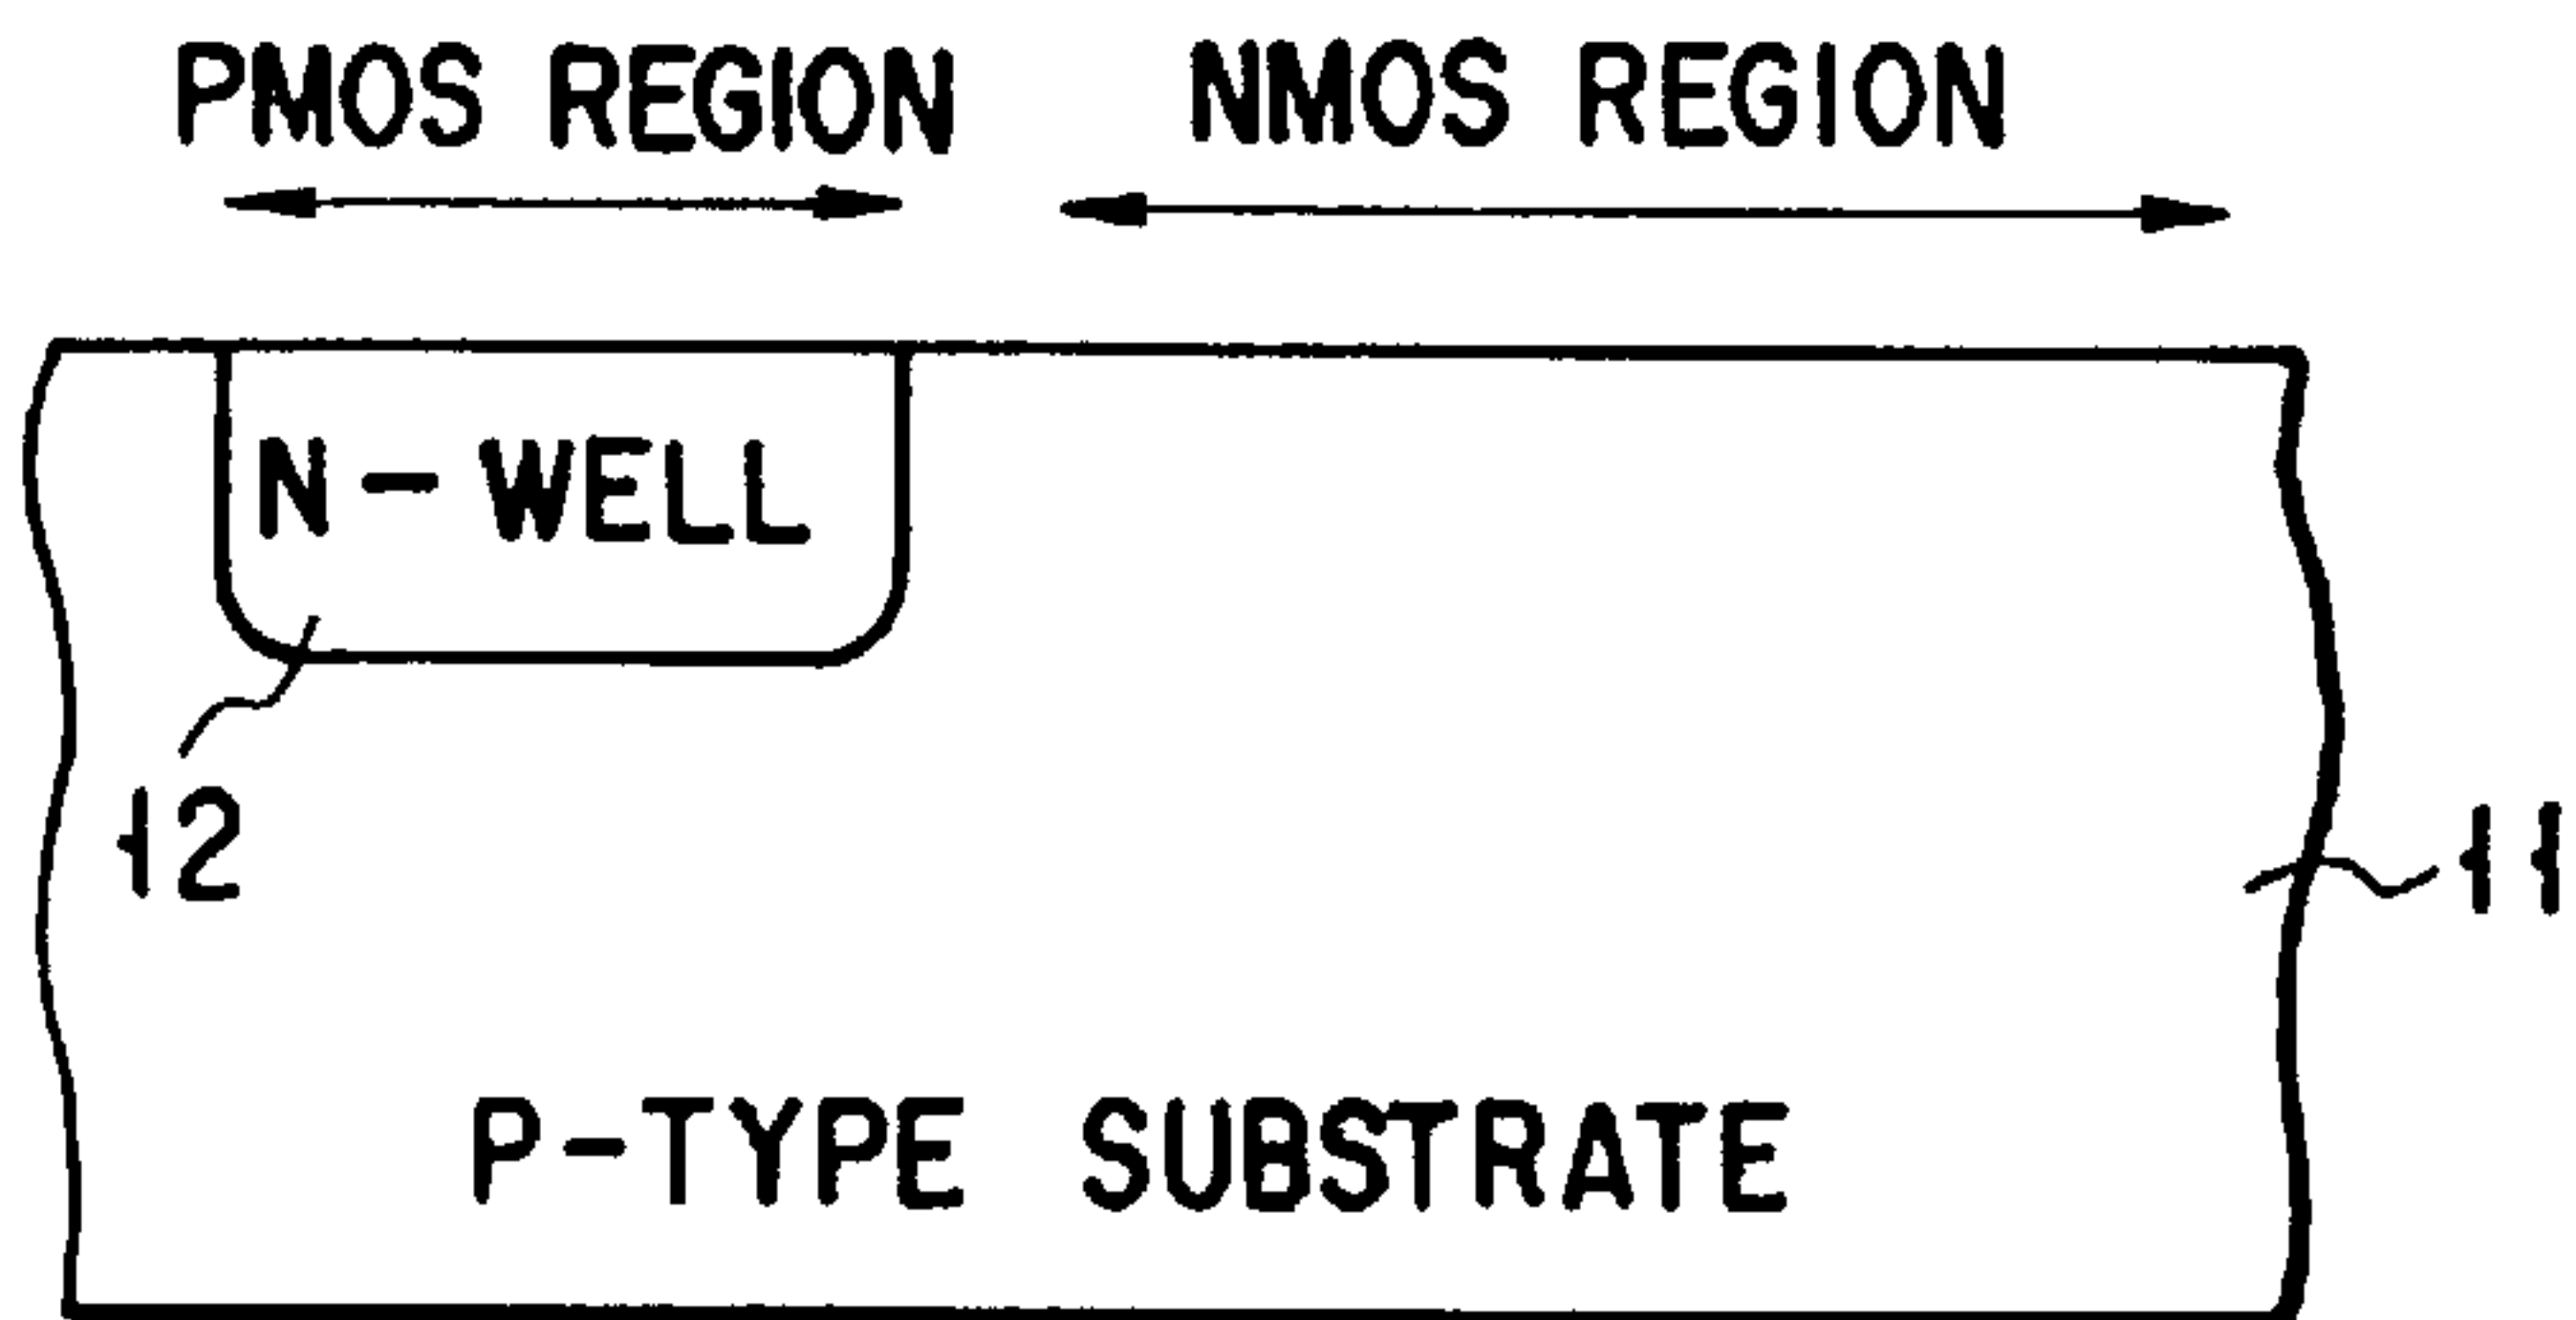 PMOS REGION NMOS REGION
N-WELL
12
11
P-TYPE SUBSTRATE